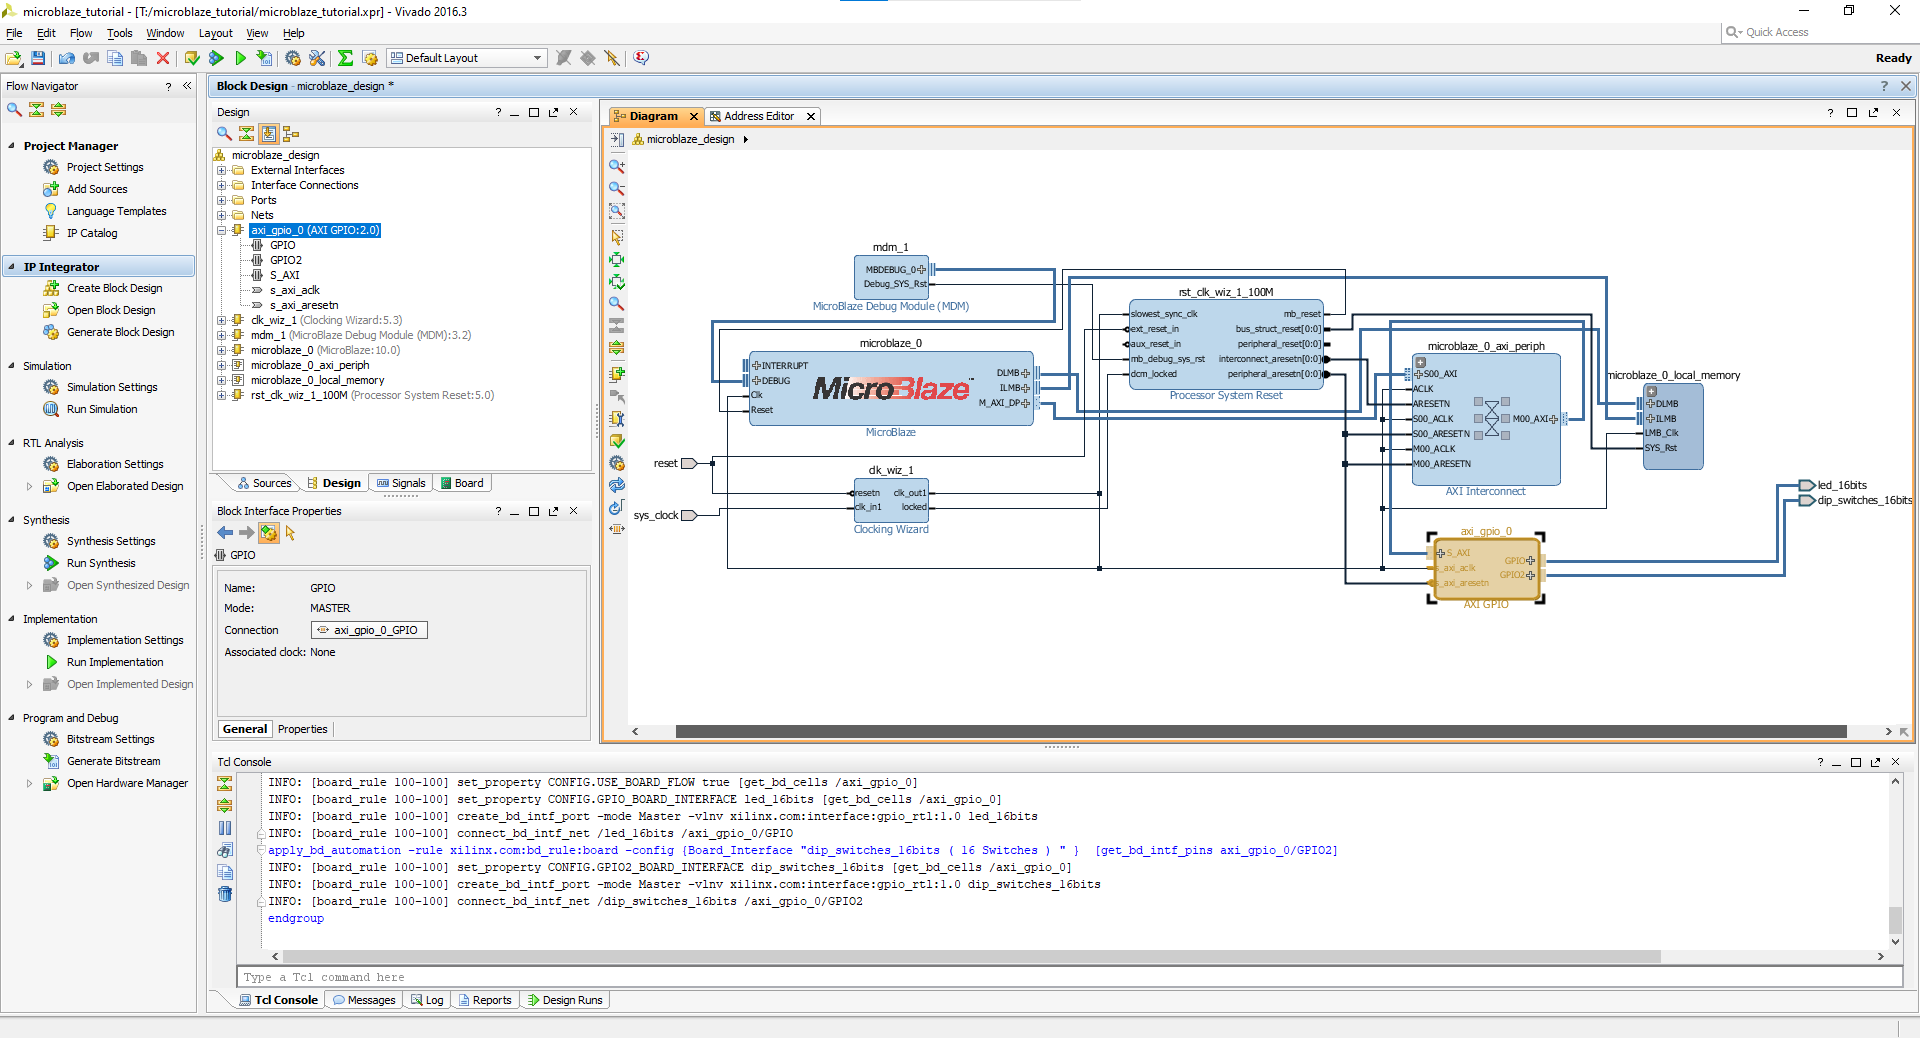 microblaze_tutorial - [T:/microblaze_tutorial/microblaze_tutorial.xpr] - Vivado 2016.3
File Edit Flow Tools Window Layout View Help
Quick Access
Default Layout
Ready
Flow Navigator
Project Manager
Project Settings
Add Sources
Language Templates
IP Catalog
IP Integrator
Create Block Design
Open Block Design
Generate Block Design
Simulation
Simulation Settings
Run Simulation
RTL Analysis
Elaboration Settings
Open Elaborated Design
Synthesis
Synthesis Settings
Run Synthesis
Open Synthesized Design
Implementation
Implementation Settings
Run Implementation
Open Implemented Design
Program and Debug
Bitstream Settings
Generate Bitstream
Open Hardware Manager
Block Design - microblaze_design *
Design
microblaze_design
External Interfaces
Interface Connections
Ports
Nets
axi_gpio_0 (AXI GPIO:2.0)
GPIO
GPIO2
S_AXI
s_axi_aclk
s_axi_aresetn
clk_wiz_1 (Clocking Wizard:5.3)
mdm_1 (MicroBlaze Debug Module (MDM):3.2)
microblaze_0 (MicroBlaze:10.0)
microblaze_0_axi_periph
microblaze_0_local_memory
rst_clk_wiz_1_100M (Processor System Reset:5.0)
Sources Design Signals Board
Block Interface Properties
GPIO
Name: GPIO
Mode: MASTER
Connection axi_gpio_0_GPIO
Associated clock: None
General Properties
Diagram Address Editor
microblaze_design
mdm_1
MBDEBUG_0
Debug_SYS_Rst
MicroBlaze Debug Module (MDM)
microblaze_0
INTERRUPT
DEBUG
Clk
Reset
MicroBlaze™
DLMB
ILMB
M_AXI_DP
MicroBlaze
reset
sys_clock
clk_wiz_1
resetn clk_out1
clk_in1 locked
Clocking Wizard
rst_clk_wiz_1_100M
slowest_sync_clk mb_reset
ext_reset_in bus_struct_reset[0:0]
aux_reset_in peripheral_reset[0:0]
mb_debug_sys_rst interconnect_aresetn[0:0]
dcm_locked peripheral_aresetn[0:0]
Processor System Reset
microblaze_0_axi_periph
S00_AXI
ACLK
ARESETN
S00_ACLK M00_AXI
S00_ARESETN
M00_ACLK
M00_ARESETN
AXI Interconnect
microblaze_0_local_memory
DLMB
ILMB
LMB_Clk
SYS_Rst
led_16bits
dip_switches_16bits
axi_gpio_0
S_AXI
s_axi_aclk GPIO
s_axi_aresetn GPIO2
AXI GPIO
Tcl Console
INFO: [board_rule 100-100] set_property CONFIG.USE_BOARD_FLOW true [get_bd_cells /axi_gpio_0]
INFO: [board_rule 100-100] set_property CONFIG.GPIO_BOARD_INTERFACE led_16bits [get_bd_cells /axi_gpio_0]
INFO: [board_rule 100-100] create_bd_intf_port -mode Master -vlnv xilinx.com:interface:gpio_rtl:1.0 led_16bits
INFO: [board_rule 100-100] connect_bd_intf_net /led_16bits /axi_gpio_0/GPIO
apply_bd_automation -rule xilinx.com:bd_rule:board -config {Board_Interface "dip_switches_16bits ( 16 Switches ) " }  [get_bd_intf_pins axi_gpio_0/GPIO2]
INFO: [board_rule 100-100] set_property CONFIG.GPIO2_BOARD_INTERFACE dip_switches_16bits [get_bd_cells /axi_gpio_0]
INFO: [board_rule 100-100] create_bd_intf_port -mode Master -vlnv xilinx.com:interface:gpio_rtl:1.0 dip_switches_16bits
INFO: [board_rule 100-100] connect_bd_intf_net /dip_switches_16bits /axi_gpio_0/GPIO2
endgroup
Type a Tcl command here
Tcl Console Messages Log Reports Design Runs